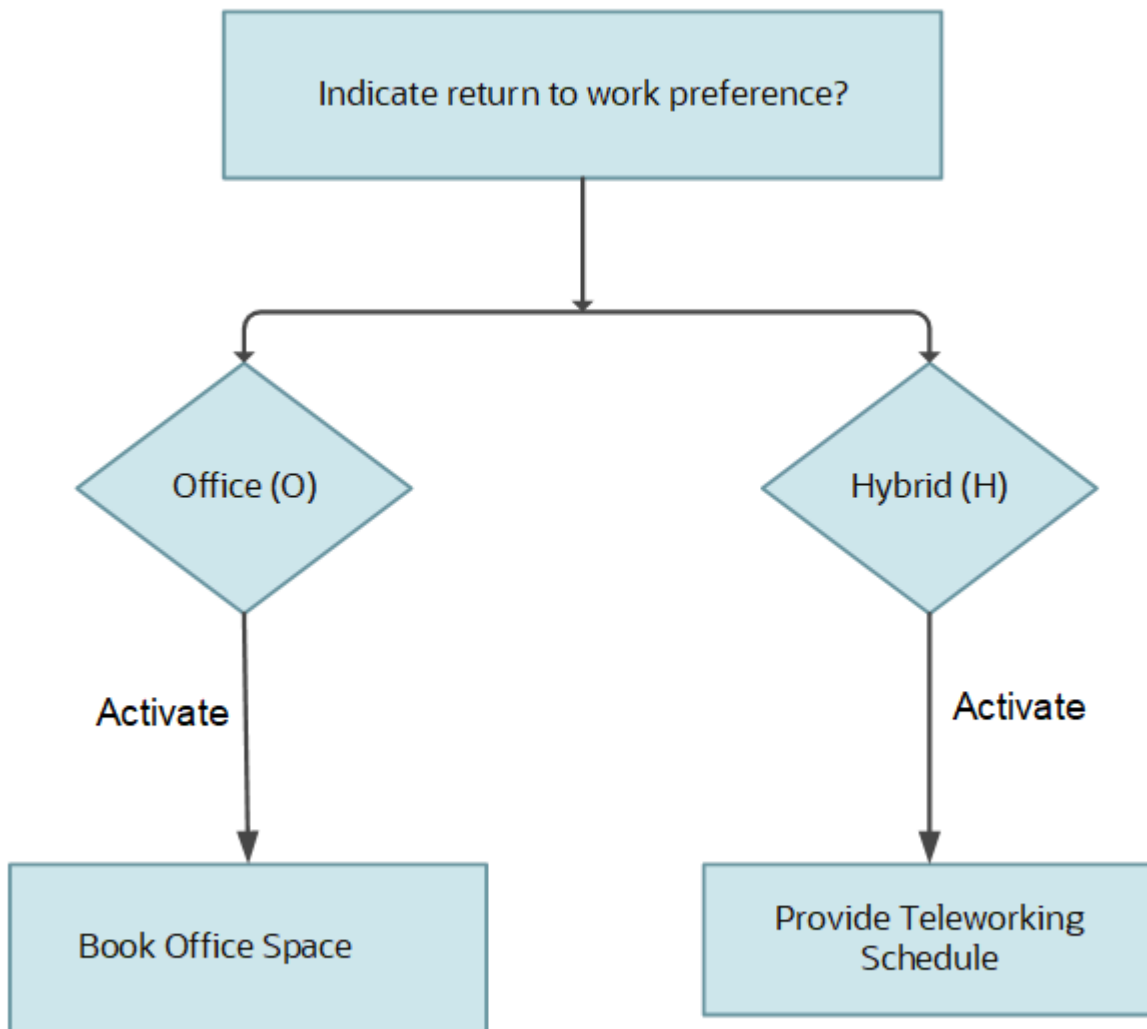 Indicate return to work preference?
Office (O)
Hybrid (H)
Activate
Activate
Book Office Space
Provide Teleworking
Schedule